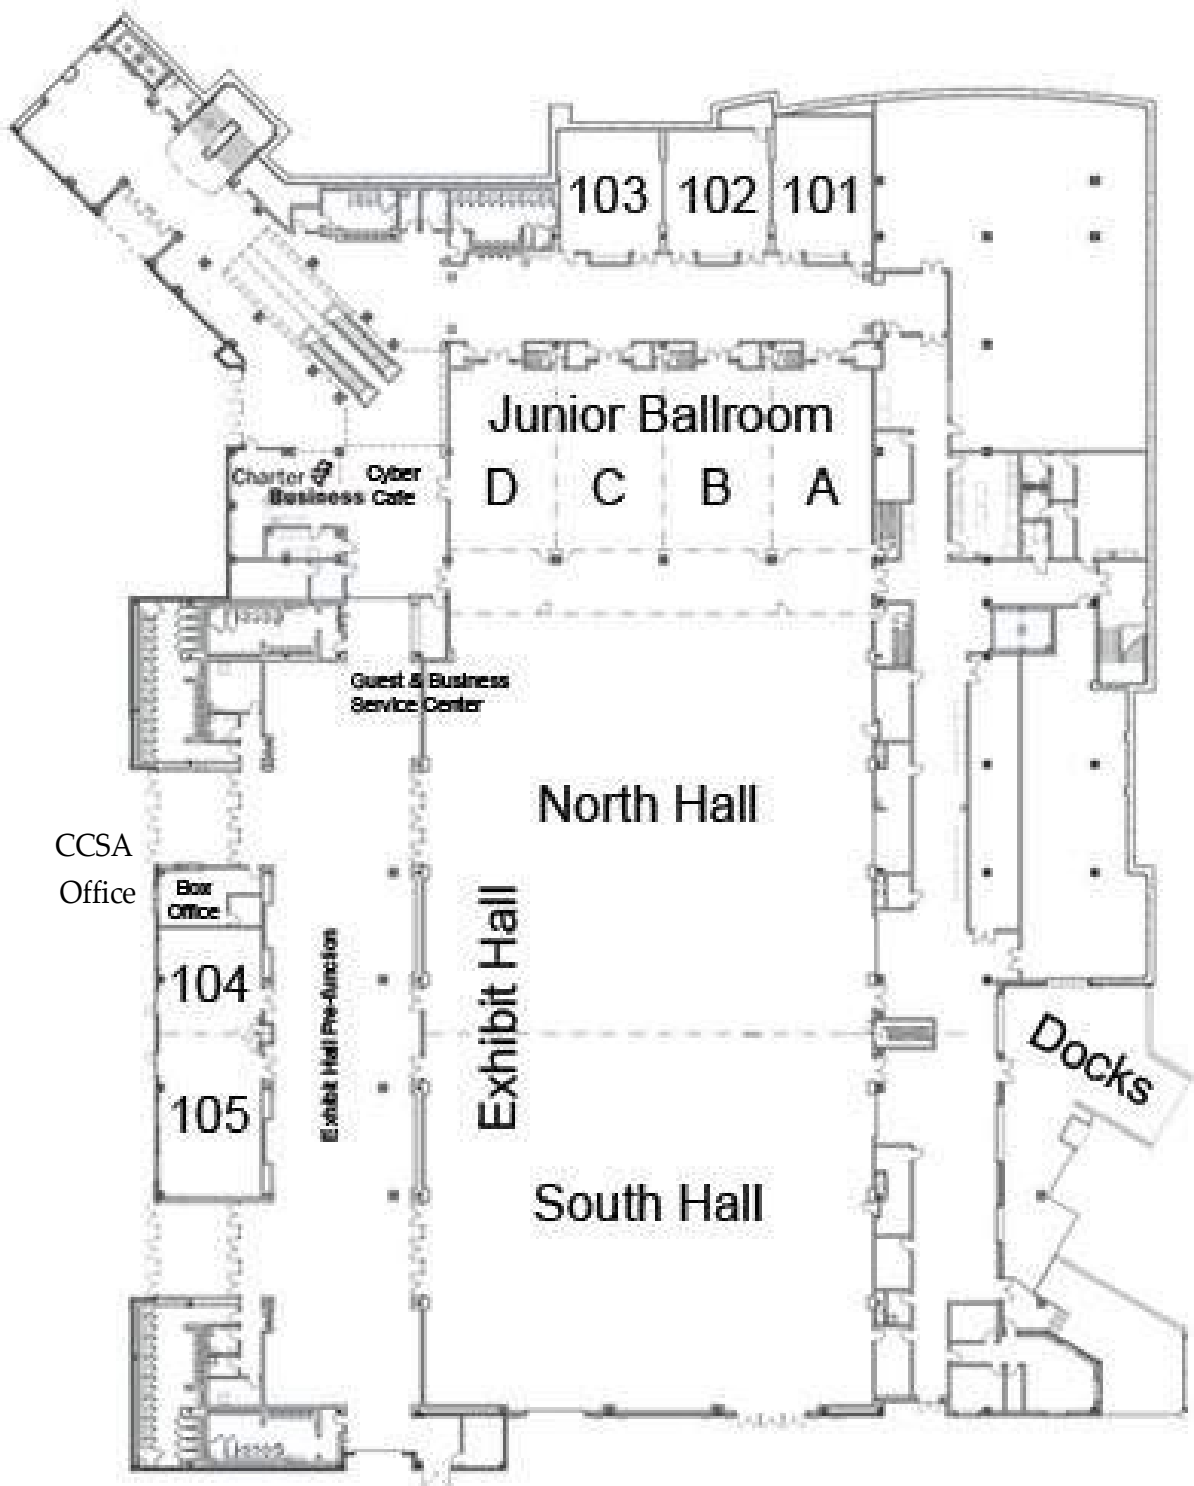 103 102 101
Junior Ballroom
D C B A
Charter
Business
Cyber
Cafe
Guest & Business
Service Center
North Hall
CCSA
Office
Box
Office
104
105
Exhibit Hall Pre-function
Exhibit Hall
Docks
South Hall